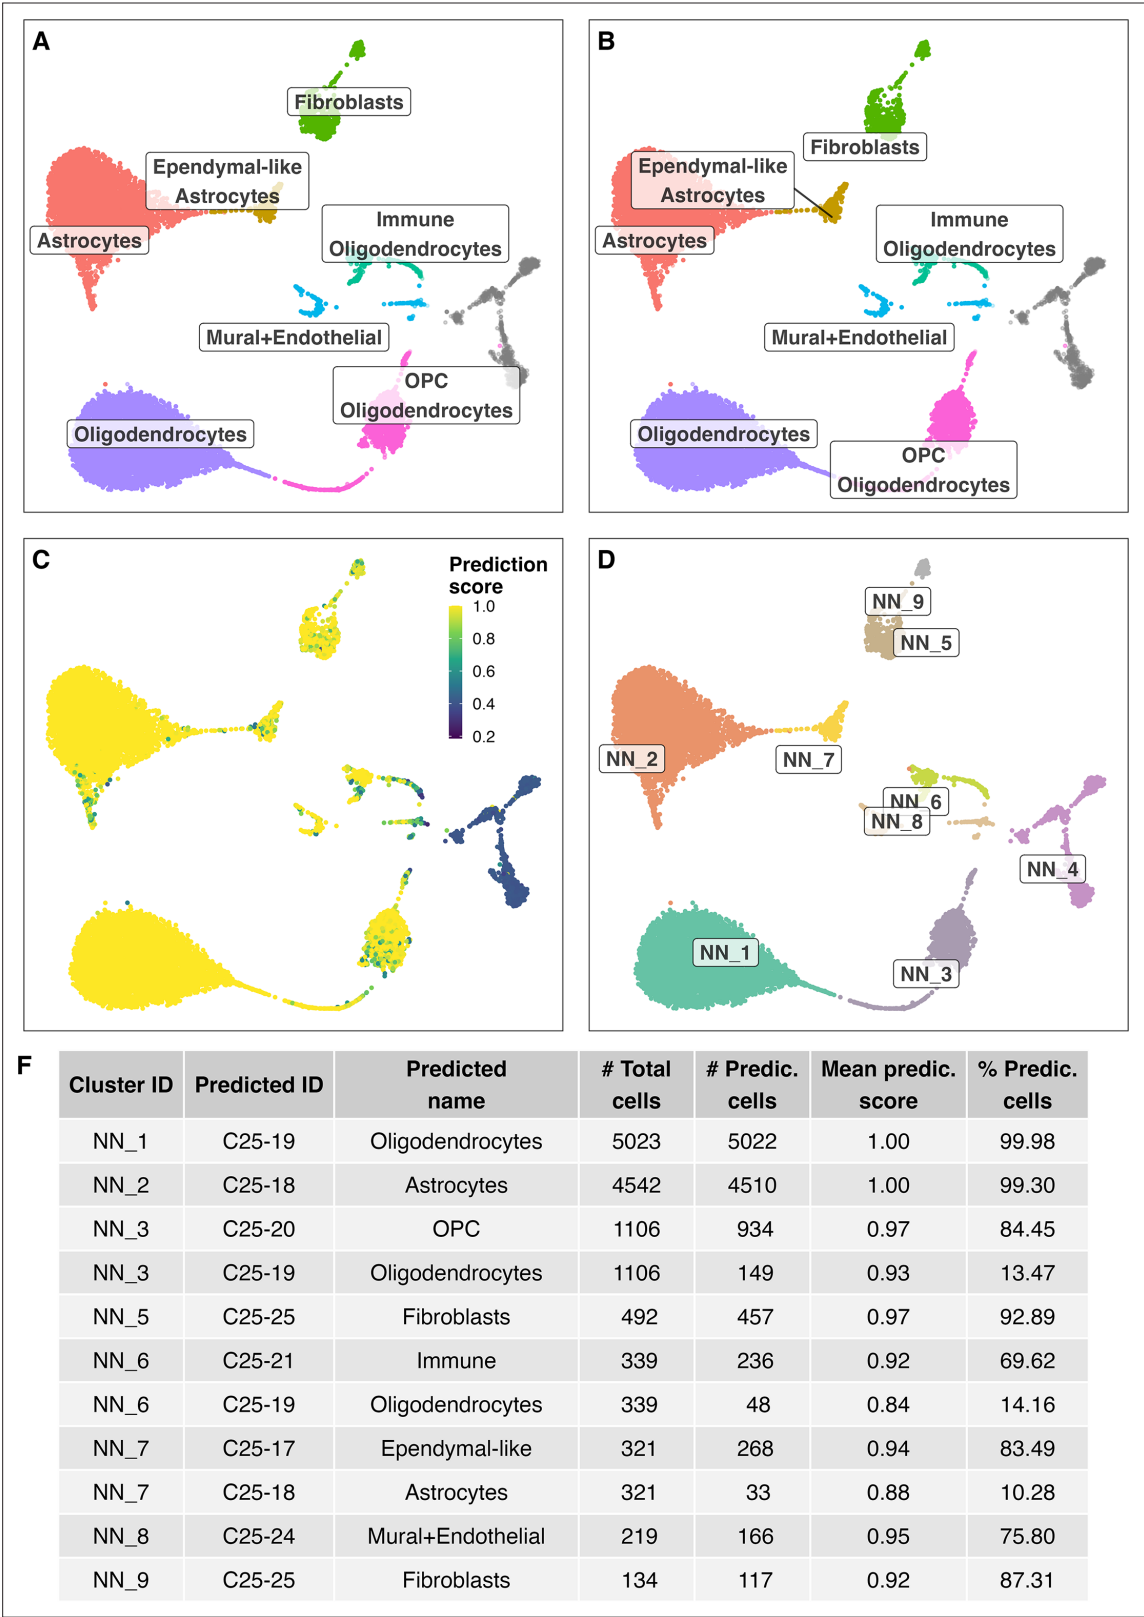 A
Fibroblasts
Ependymal-like
Astrocytes
Astrocytes
Immune
Oligodendrocytes
Mural+Endothelial
OPC
Oligodendrocytes
Oligodendrocytes
B
Fibroblasts
Ependymal-like
Astrocytes
Astrocytes
Immune
Oligodendrocytes
Mural+Endothelial
Oligodendrocytes
OPC
Oligodendrocytes
C
Prediction
score
1.0
0.8
0.6
0.4
0.2
D
NN_9
NN_5
NN_2
NN_7
NN_6
NN_8
NN_4
NN_1
NN_3
F
Cluster ID Predicted ID Predicted name # Total cells # Predic. cells Mean predic. score % Predic. cells
NN_1 C25-19 Oligodendrocytes 5023 5022 1.00 99.98
NN_2 C25-18 Astrocytes 4542 4510 1.00 99.30
NN_3 C25-20 OPC 1106 934 0.97 84.45
NN_3 C25-19 Oligodendrocytes 1106 149 0.93 13.47
NN_5 C25-25 Fibroblasts 492 457 0.97 92.89
NN_6 C25-21 Immune 339 236 0.92 69.62
NN_6 C25-19 Oligodendrocytes 339 48 0.84 14.16
NN_7 C25-17 Ependymal-like 321 268 0.94 83.49
NN_7 C25-18 Astrocytes 321 33 0.88 10.28
NN_8 C25-24 Mural+Endothelial 219 166 0.95 75.80
NN_9 C25-25 Fibroblasts 134 117 0.92 87.31